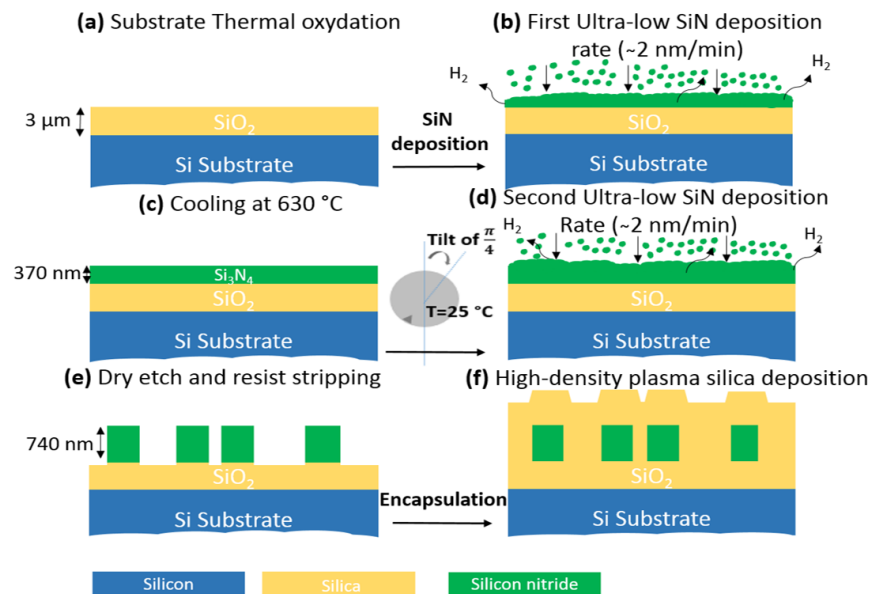 (a) Substrate Thermal oxydation
3 µm
SiO₂
Si Substrate
SiN
deposition
(b) First Ultra-low SiN deposition
rate (~2 nm/min)
H₂
H₂
SiO₂
Si Substrate
(c) Cooling at 630 °C
370 nm
Si₃N₄
SiO₂
Si Substrate
Tilt of π/4
T=25 °C
(d) Second Ultra-low SiN deposition
Rate (~2 nm/min)
H₂
H₂
SiO₂
Si Substrate
(e) Dry etch and resist stripping
740 nm
SiO₂
Si Substrate
Encapsulation
(f) High-density plasma silica deposition
SiO₂
Si Substrate
Silicon
Silica
Silicon nitride